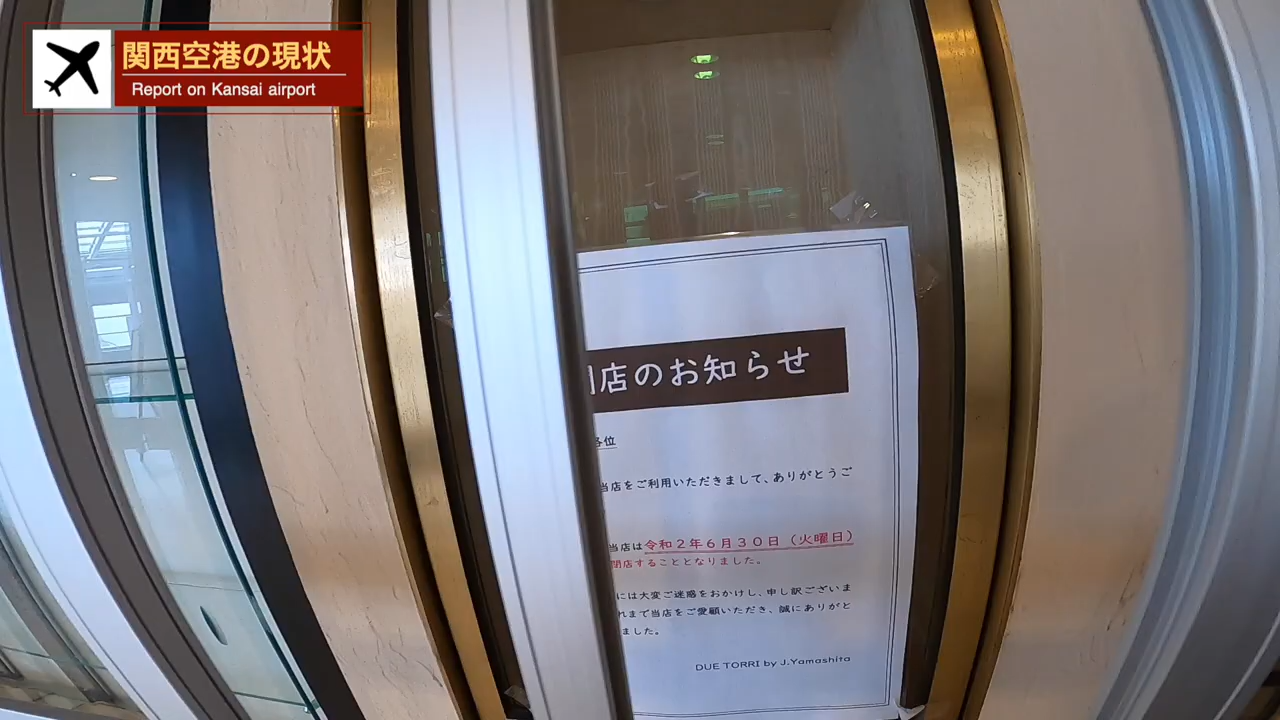 関西空港の現状
Report on Kansai airport
店のお知らせ
各位
当店をご利用いただきまして、ありがとうご
当店は令和2年6月30日（火曜日）
閉店することとなりました。
には大変ご迷惑をおかけし、申し訳ございま
れまで当店をご愛顧いただき、誠にありがと
ました。
DUE TORRI by J.Yamashita